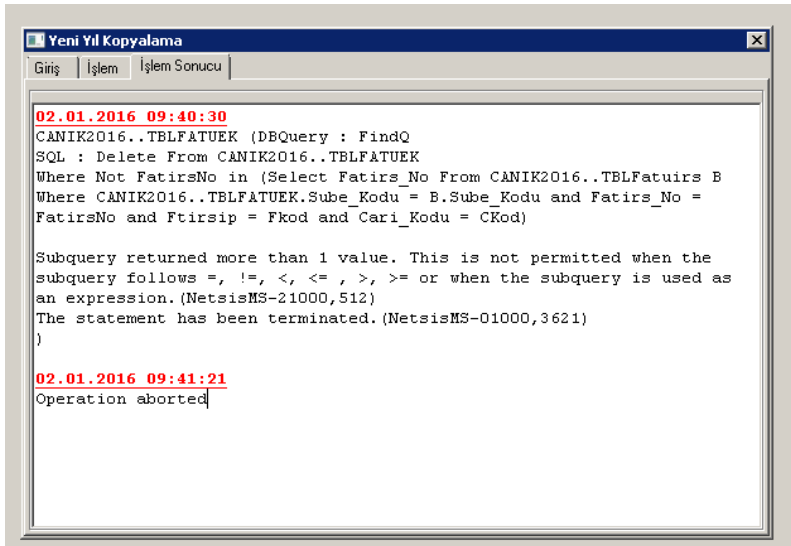 Yeni Yıl Kopyalama
Giriş İşlem İşlem Sonucu
02.01.2016 09:40:30
CANIK2016..TBLFATUEK (DBQuery : FindQ
SQL : Delete From CANIK2016..TBLFATUEK
Where Not FatirsNo in (Select Fatirs_No From CANIK2016..TBLFatuirs B
Where CANIK2016..TBLFATUEK.Sube_Kodu = B.Sube_Kodu and Fatirs_No =
FatirsNo and Ftirsip = Fkod and Cari_Kodu = CKod)
Subquery returned more than 1 value. This is not permitted when the
subquery follows =, !=, <, <= , >, >= or when the subquery is used as
an expression.(NetsisMS-21000,512)
The statement has been terminated.(NetsisMS-01000,3621)
)
02.01.2016 09:41:21
Operation aborted